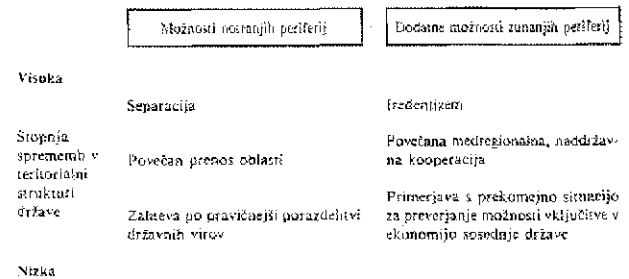 Možnosti notranjih periferij
Dodatne možnosti zunanjih periferij
Visoka
Separacija
Iredentizem
Stopnja
sprememb v
teritorialni
strukturi
države
Povečan prenos oblasti
Povečana medregionalna, naddržav-
na kooperacija
Zahteva po pravičnejši porazdelitvi
državnih virov
Primerjava s prekomejno situacijo
za preverjanje možnosti vključitve v
ekonomijo sosednje države
Nizka